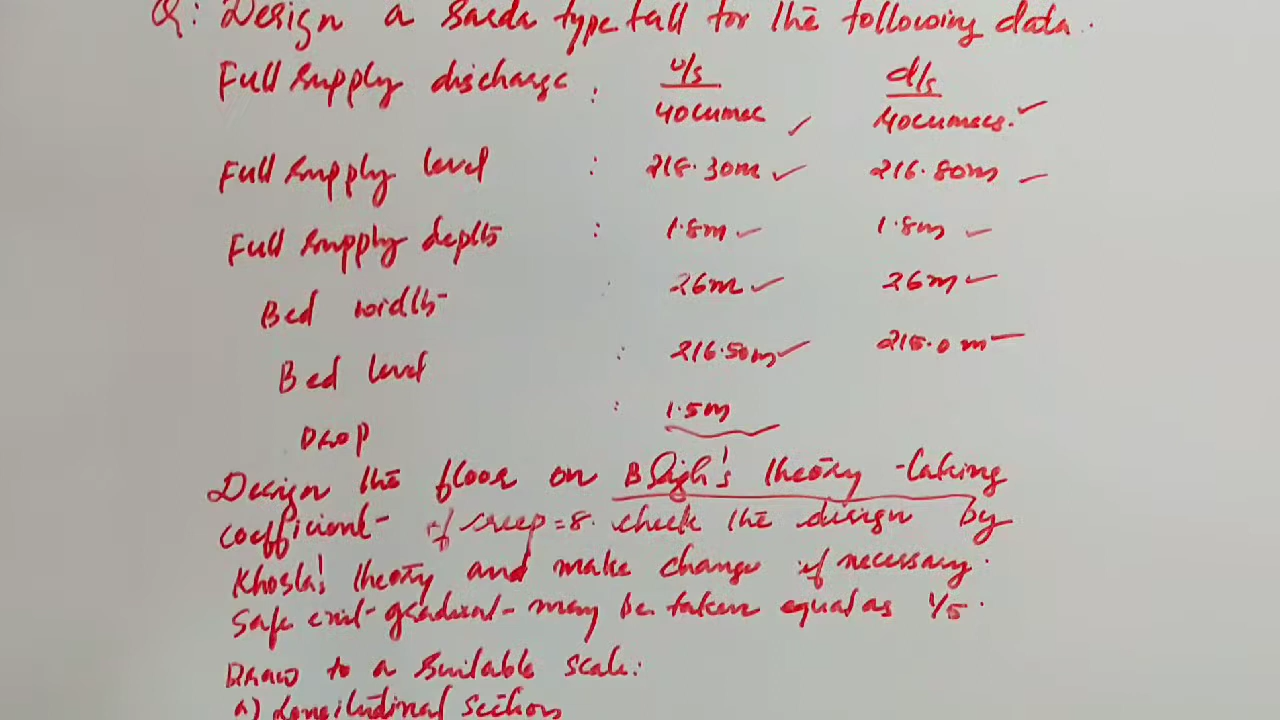 Q: Design a Sarda type fall for the following data.
u/s d/s
Full supply discharge : 40cumec 40cumecs.
Full supply level : 218.30m 216.80m
Full supply depth : 1.8m 1.8m
Bed width : 26m 26m
Bed level : 216.50m 215.0m
Drop : 1.5m
Design the floor on Bligh's theory taking
coefficient of creep=8. check the design by
Khosla's theory and make changes if necessary.
Safe exit gradient may be taken equal as 1/5.
Draw to a suitable scale:
a) Longitudinal section